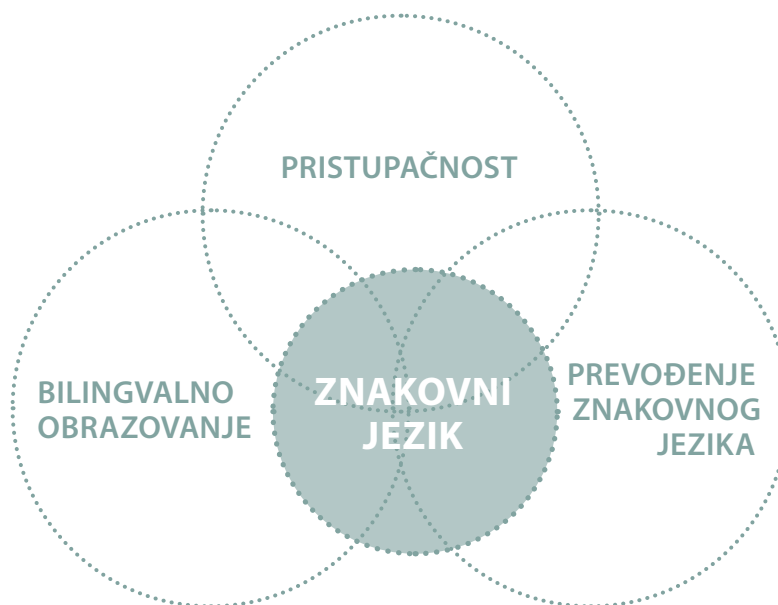 PRISTUPAČNOST
BILINGVALNO
OBRAZOVANJE
ZNAKOVNI
JEZIK
PREVOĐENJE
ZNAKOVNOG
JEZIKA